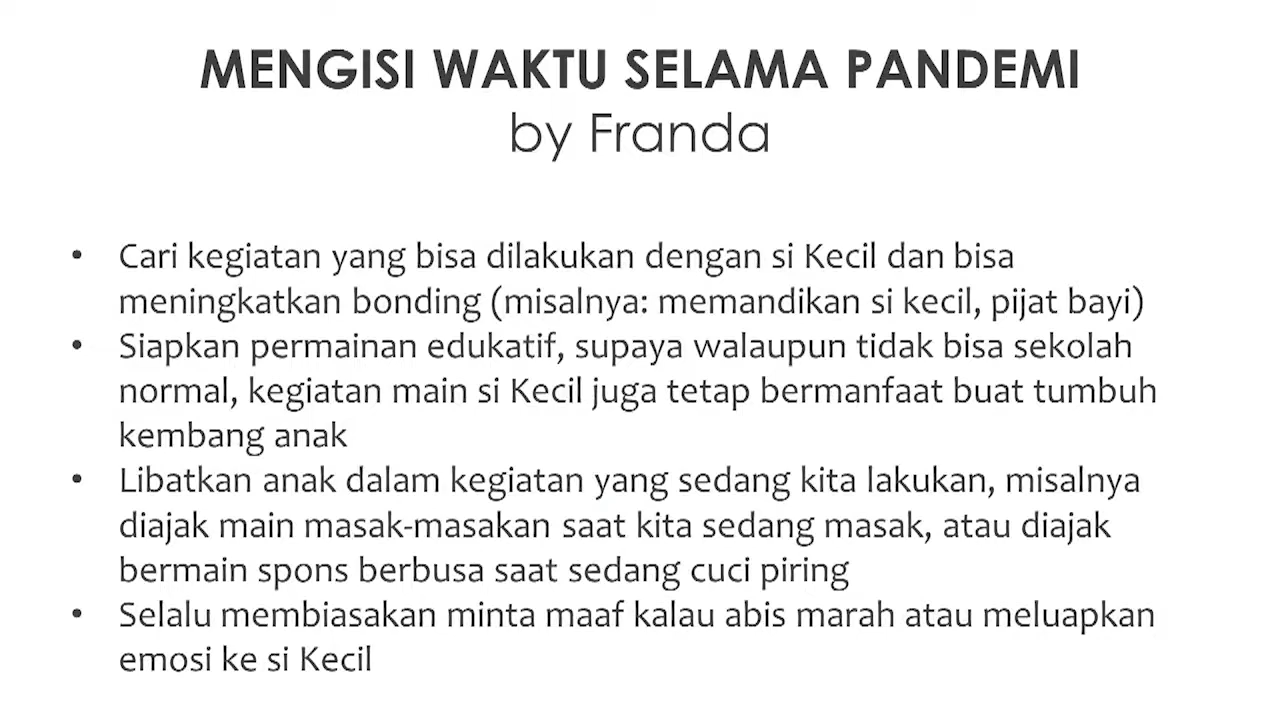 MENGISI WAKTU SELAMA PANDEMI
by Franda
• Cari kegiatan yang bisa dilakukan dengan si Kecil dan bisa
meningkatkan bonding (misalnya: memandikan si kecil, pijat bayi)
• Siapkan permainan edukatif, supaya walaupun tidak bisa sekolah
normal, kegiatan main si Kecil juga tetap bermanfaat buat tumbuh
kembang anak
• Libatkan anak dalam kegiatan yang sedang kita lakukan, misalnya
diajak main masak-masakan saat kita sedang masak, atau diajak
bermain spons berbusa saat sedang cuci piring
• Selalu membiasakan minta maaf kalau abis marah atau meluapkan
emosi ke si Kecil